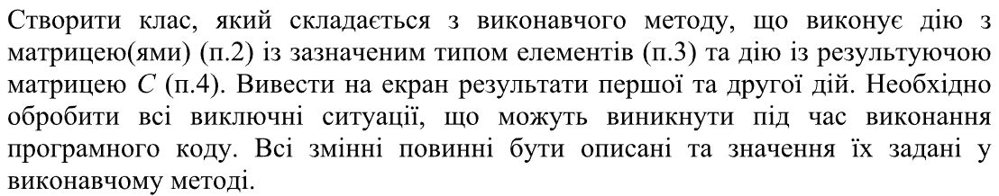 Створити клас, який складається з виконавчого методу, що виконує дію з
матрицею(ями) (п.2) із зазначеним типом елементів (п.3) та дію із результуючою
матрицею C (п.4). Вивести на екран результати першої та другої дій. Необхідно
обробити всі виключні ситуації, що можуть виникнути під час виконання
програмного коду. Всі змінні повинні бути описані та значення їх задані у
виконавчому методі.